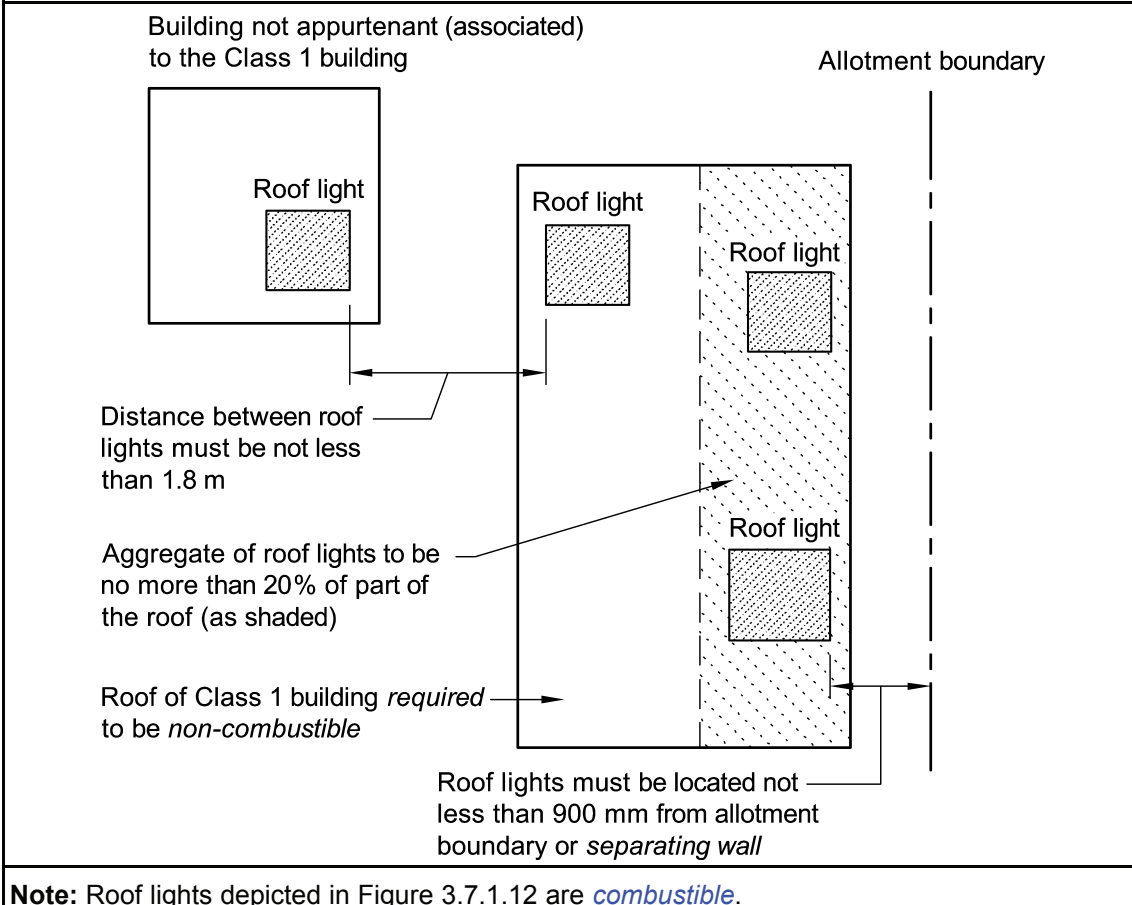 Building not appurtenant (associated)
to the Class 1 building
Allotment boundary
Roof light
Roof light
Roof light
Distance between roof
lights must be not less
than 1.8 m
Roof light
Aggregate of roof lights to be
no more than 20% of part of
the roof (as shaded)
Roof of Class 1 building required
to be non-combustible
Roof lights must be located not
less than 900 mm from allotment
boundary or separating wall
Note: Roof lights depicted in Figure 3.7.1.12 are combustible.